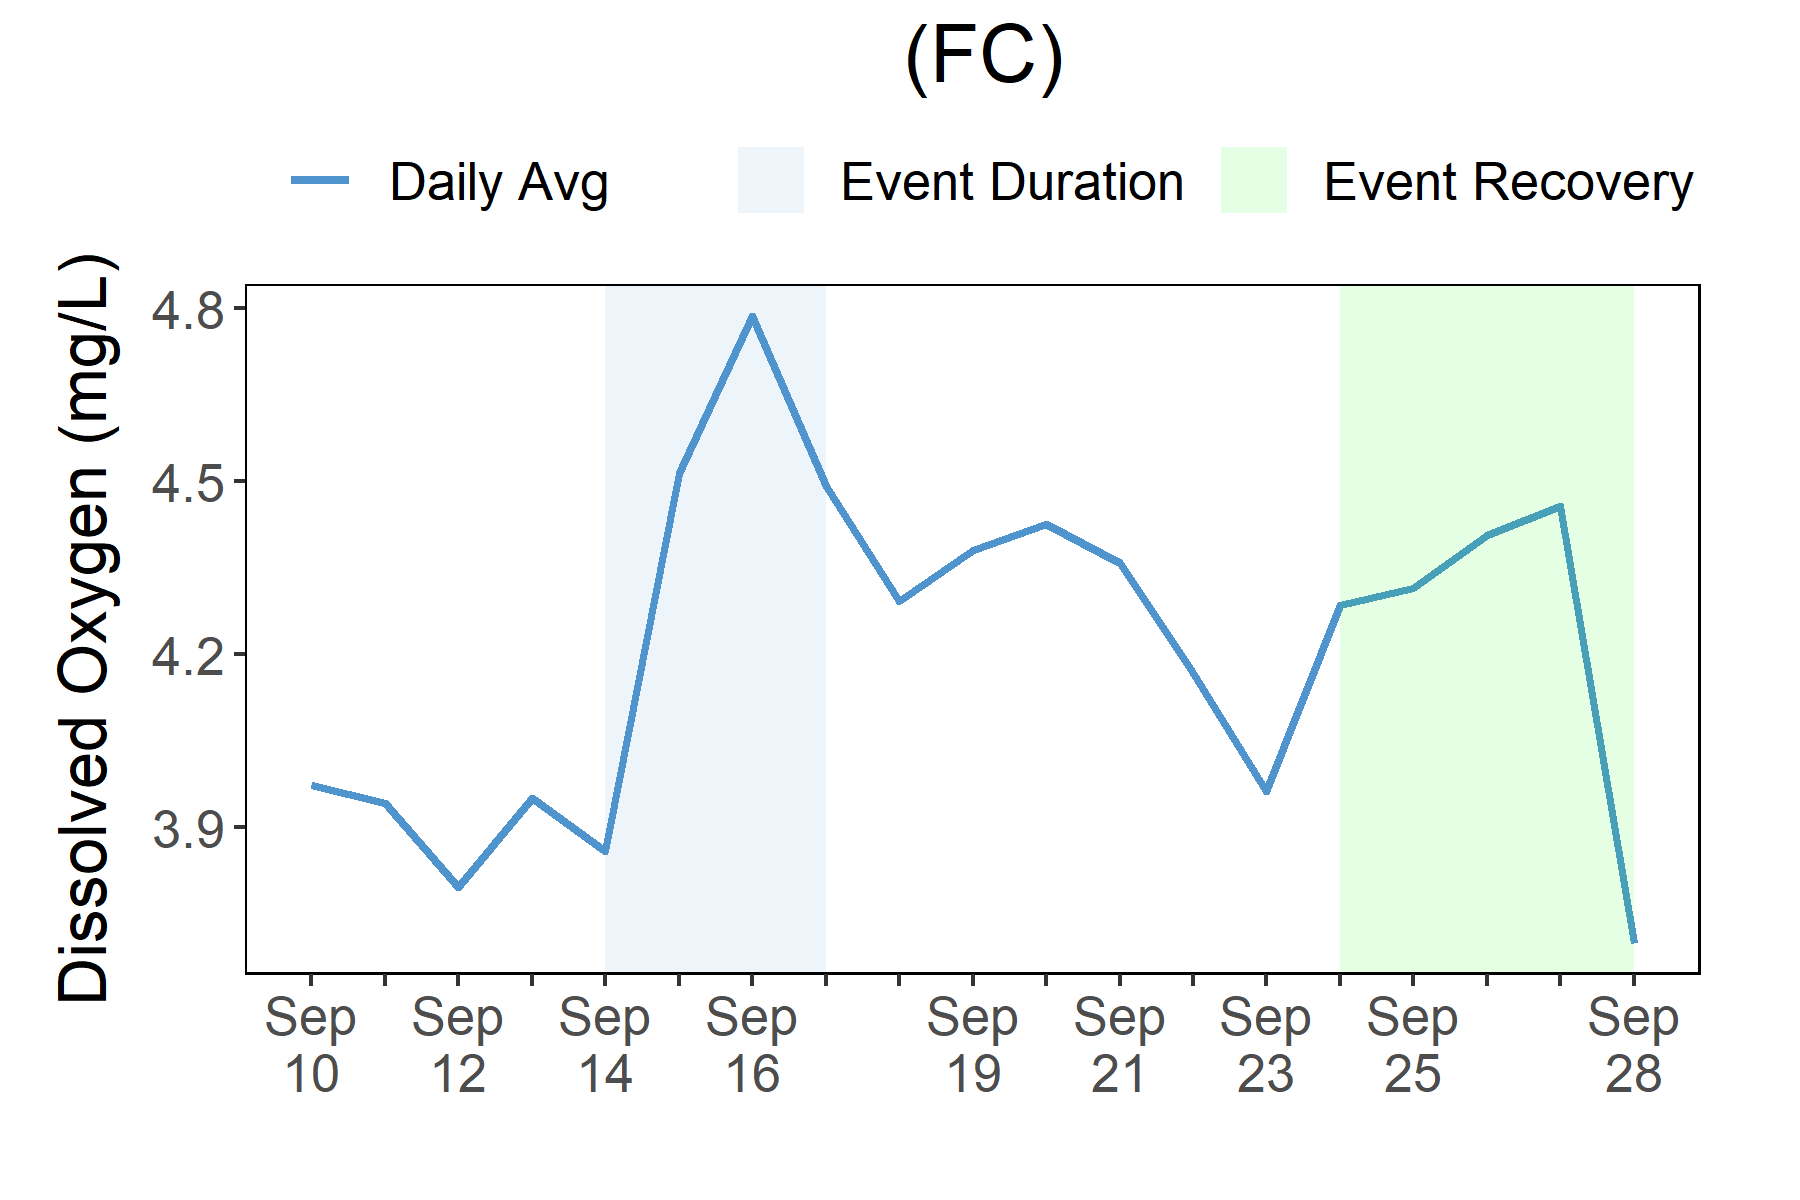 (FC)
Daily Avg Event Duration Event Recovery
Dissolved Oxygen (mg/L)
4.8
4.5
4.2
3.9
Sep Sep Sep Sep Sep Sep Sep Sep Sep
10 12 14 16 19 21 23 25 28